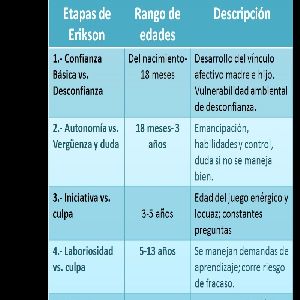 Etapas de Erikson
Rango de edades
Descripción
1.- Confianza Básica vs. Desconfianza
Del nacimiento- 18 meses
Desarrollo del vínculo
afectivo madre e hijo.
Vulnerabilidad ambiental
de desconfianza.
2.- Autonomía vs. Vergüenza y duda
18 meses-3 años
Emancipación,
habilidades y control,
duda si no se maneja
bien.
3.- Iniciativa vs. culpa
3-5 años
Edad del juego enérgico y
locuaz; constantes
preguntas
4.- Laboriosidad vs. culpa
5-13 años
Se manejan demandas de
aprendizaje; corre riesgo
de fracaso.